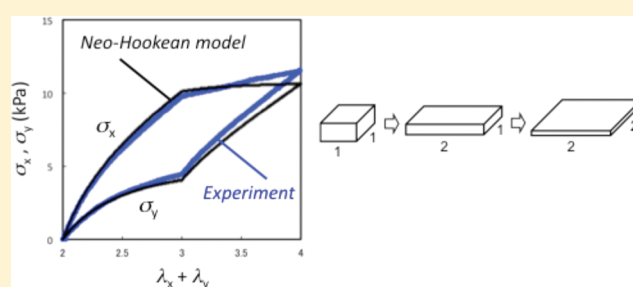 15
Neo-Hookean model
10
σx
σx , σy (kPa)
5
Experiment
σy
0
2
2.5
3
3.5
4
λx + λy
1
1
2
1
2